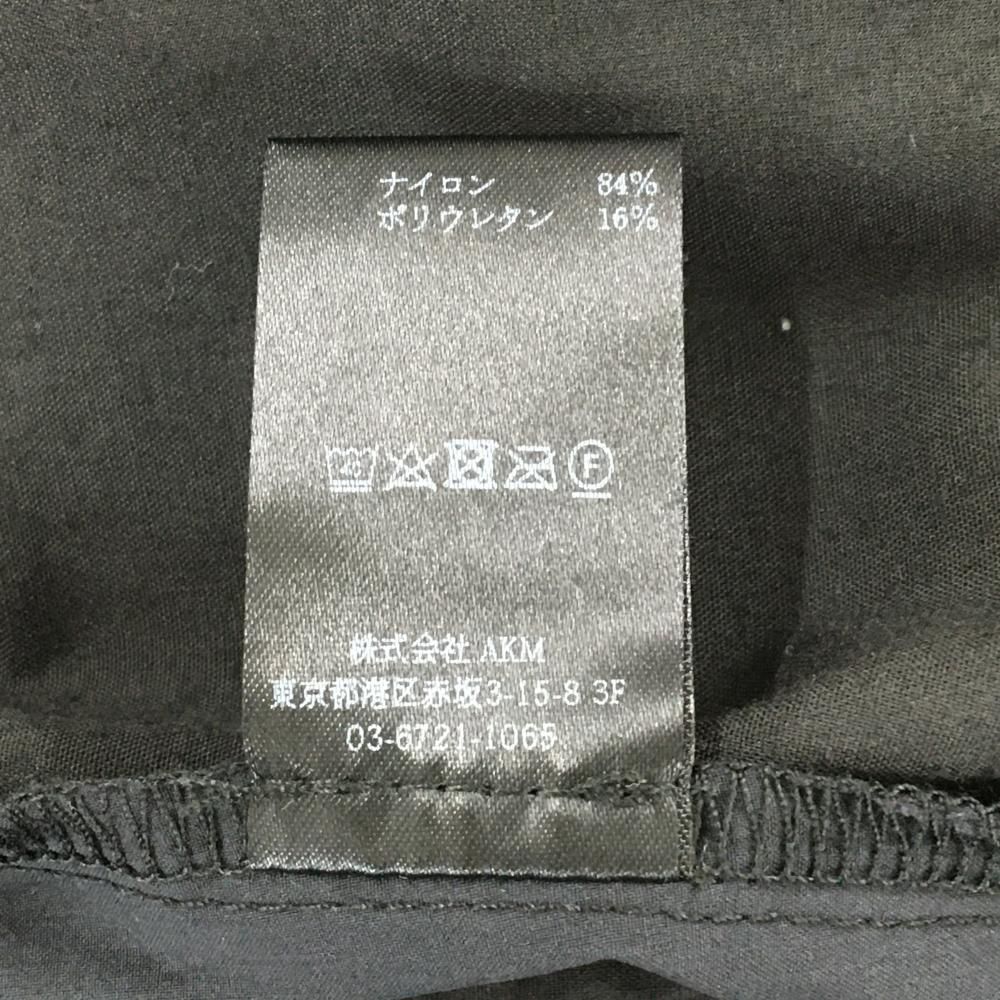 ナイロン 84%
ポリウレタン 16%
40
F
株式会社 AKM
東京都港区赤坂3-15-8 3F
03-6721-1065